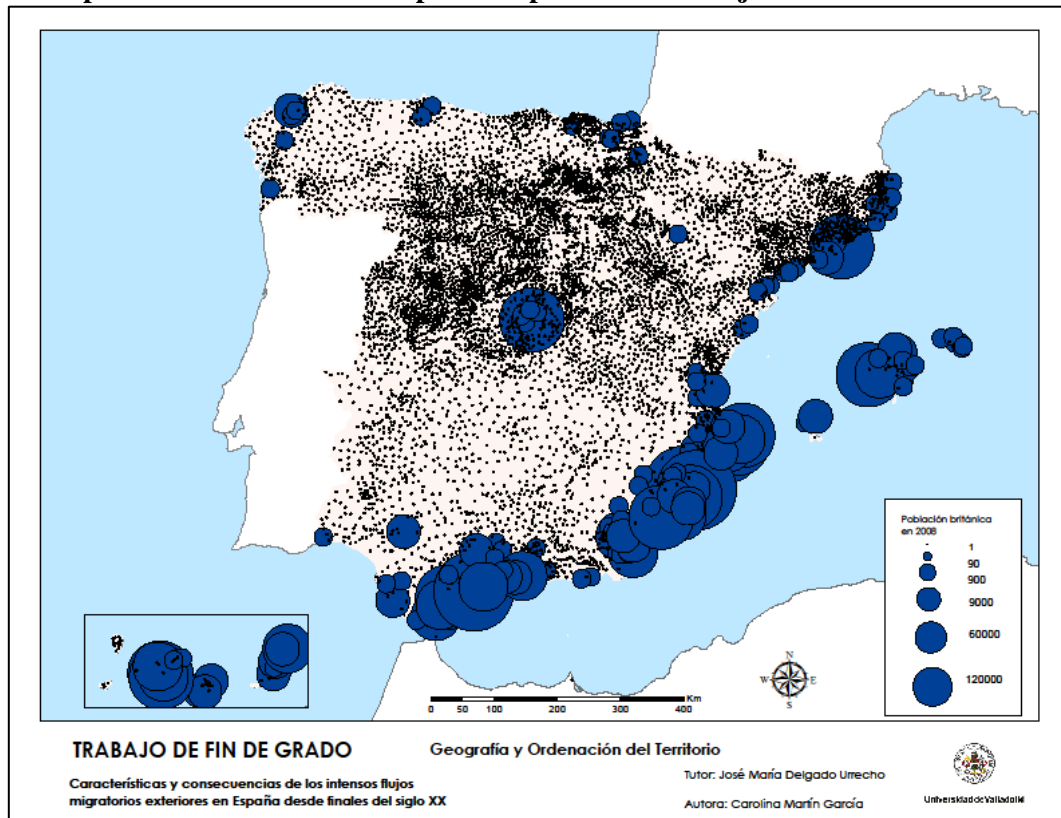 Población británica
en 2008
1
90
900
9000
60000
120000
N
W E
S
Km
0 50 100 200 300 400
TRABAJO DE FIN DE GRADO
Geografía y Ordenación del Territorio
Características y consecuencias de los intensos flujos
migratorios exteriores en España desde finales del siglo XX
Tutor: José María Delgado Urrecho
Autora: Carolina Martín García
Universidad de Valladolid